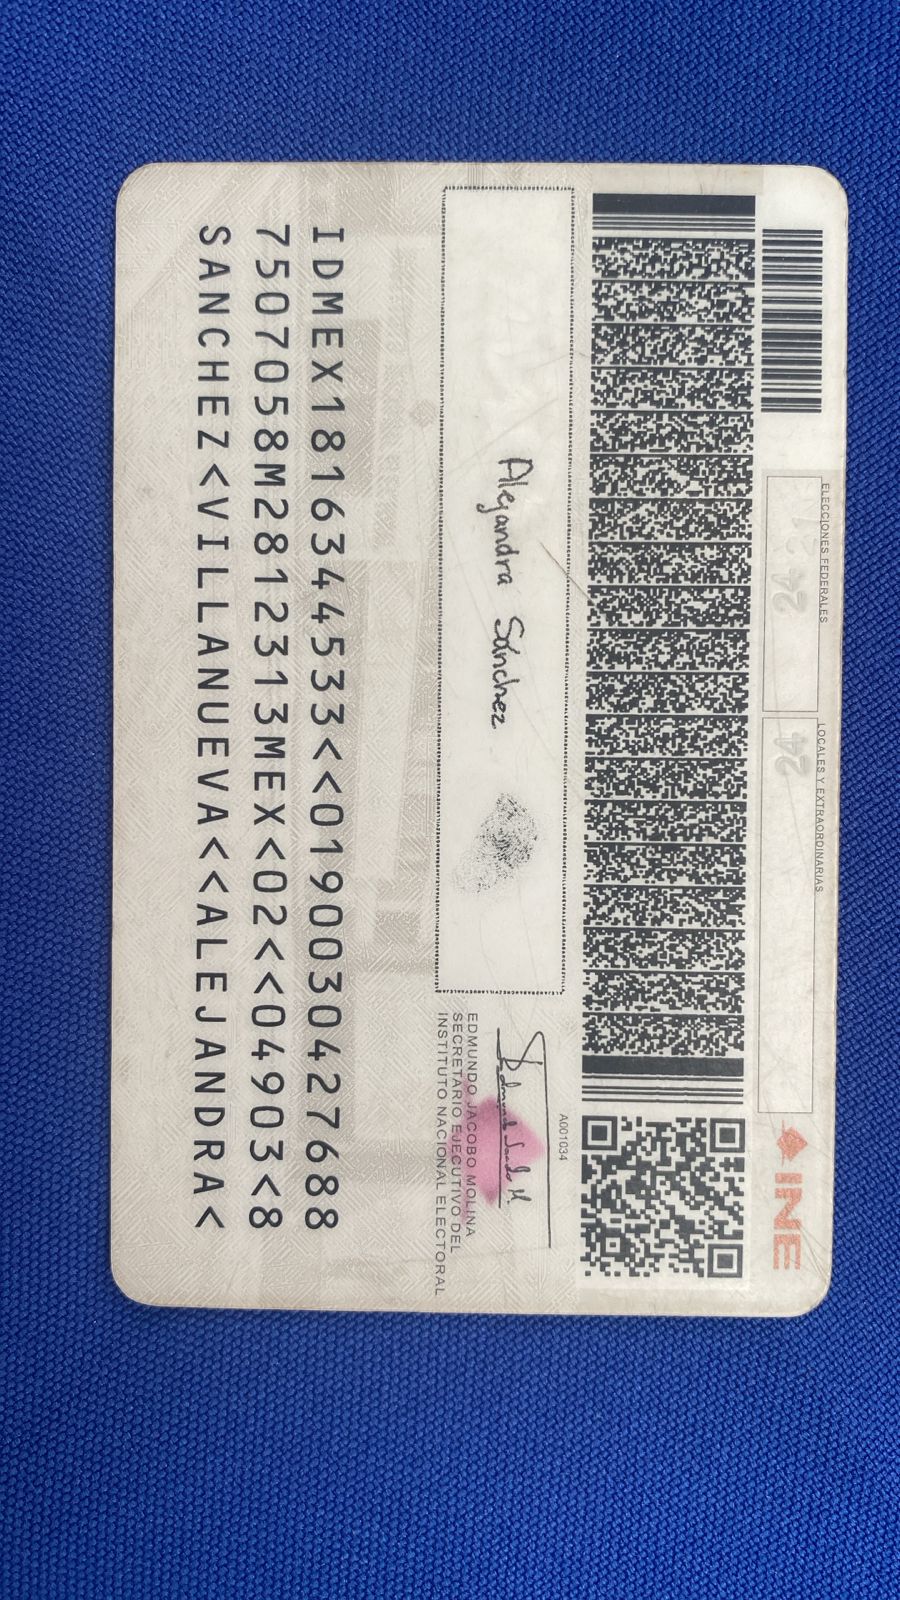 ELECCIONES FEDERALES
24
LOCALES Y EXTRAORDINARIAS
24
INE
A001034
Alejandra Sánchez
EDMUNDO JACOBO MOLINA
SECRETARIO EJECUTIVO DEL
INSTITUTO NACIONAL ELECTORAL
IDMEX1816344533<<0190030427688
7507058M2812313MEX<02<<04903<8
SANCHEZ<VILLANUEVA<<ALEJANDRA<